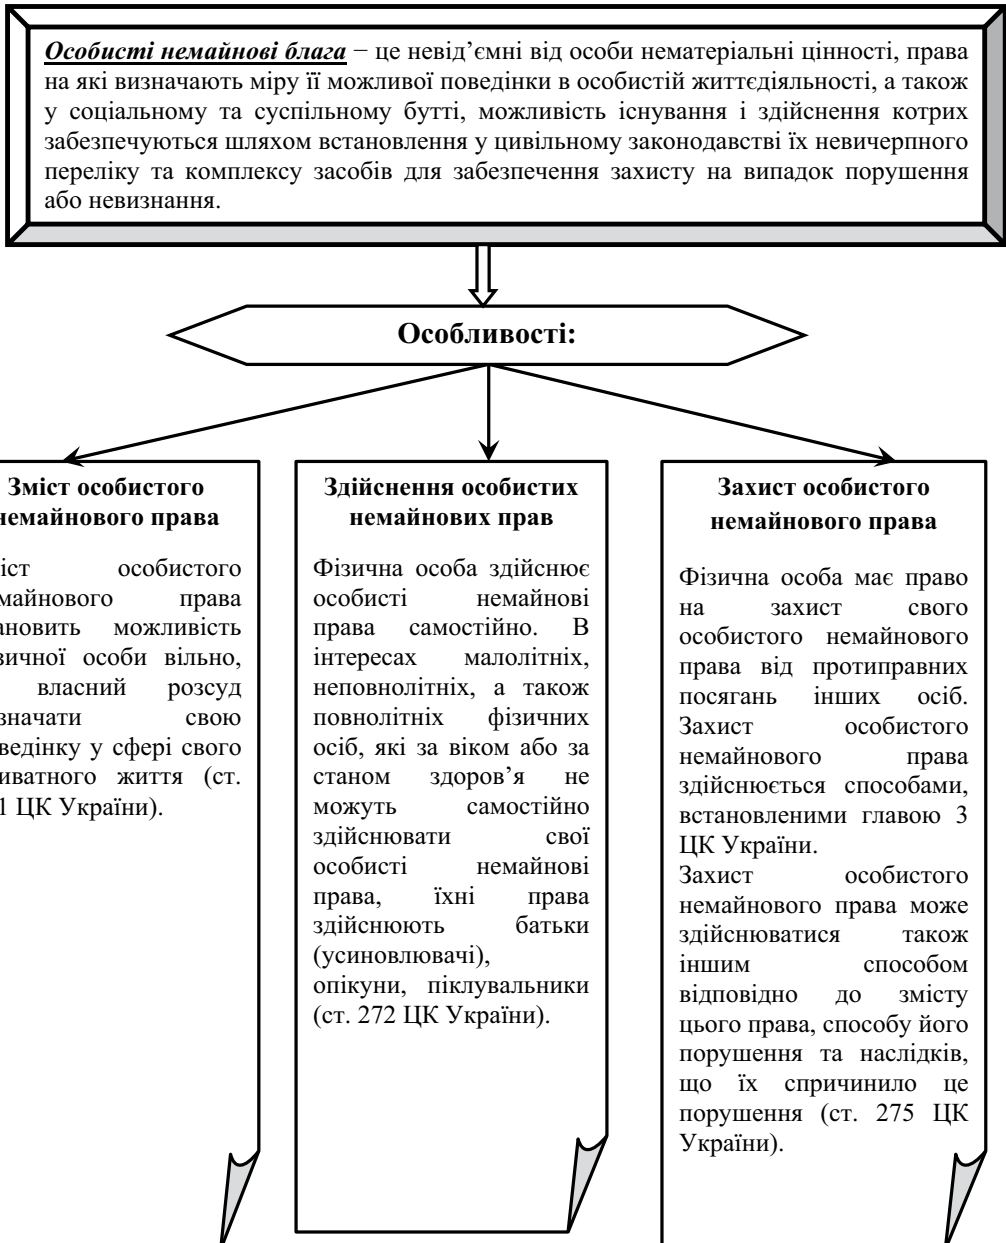 Особисті немайнові блага − це невід’ємні від особи нематеріальні цінності, права
на які визначають міру її можливої поведінки в особистій життєдіяльності, а також
у соціальному та суспільному бутті, можливість існування і здійснення котрих
забезпечуються шляхом встановлення у цивільному законодавстві їх невичерпного
переліку та комплексу засобів для забезпечення захисту на випадок порушення
або невизнання.
Особливості:
Зміст особистого
немайнового права
іст особистого
майнового права
ановить можливість
зичної особи вільно,
власний розсуд
значати свою
ведінку у сфері свого
иватного життя (ст.
1 ЦК України).
Здійснення особистих
немайнових прав
Фізична особа здійснює
особисті немайнові
права самостійно. В
інтересах малолітніх,
неповнолітніх, а також
повнолітніх фізичних
осіб, які за віком або за
станом здоров’я не
можуть самостійно
здійснювати свої
особисті немайнові
права, їхні права
здійснюють батьки
(усиновлювачі),
опікуни, піклувальники
(ст. 272 ЦК України).
Захист особистого
немайнового права
Фізична особа має право
на захист свого
особистого немайнового
права від протиправних
посягань інших осіб.
Захист особистого
немайнового права
здійснюється способами,
встановленими главою 3
ЦК України.
Захист особистого
немайнового права може
здійснюватися також
іншим способом
відповідно до змісту
цього права, способу його
порушення та наслідків,
що їх спричинило це
порушення (ст. 275 ЦК
України).